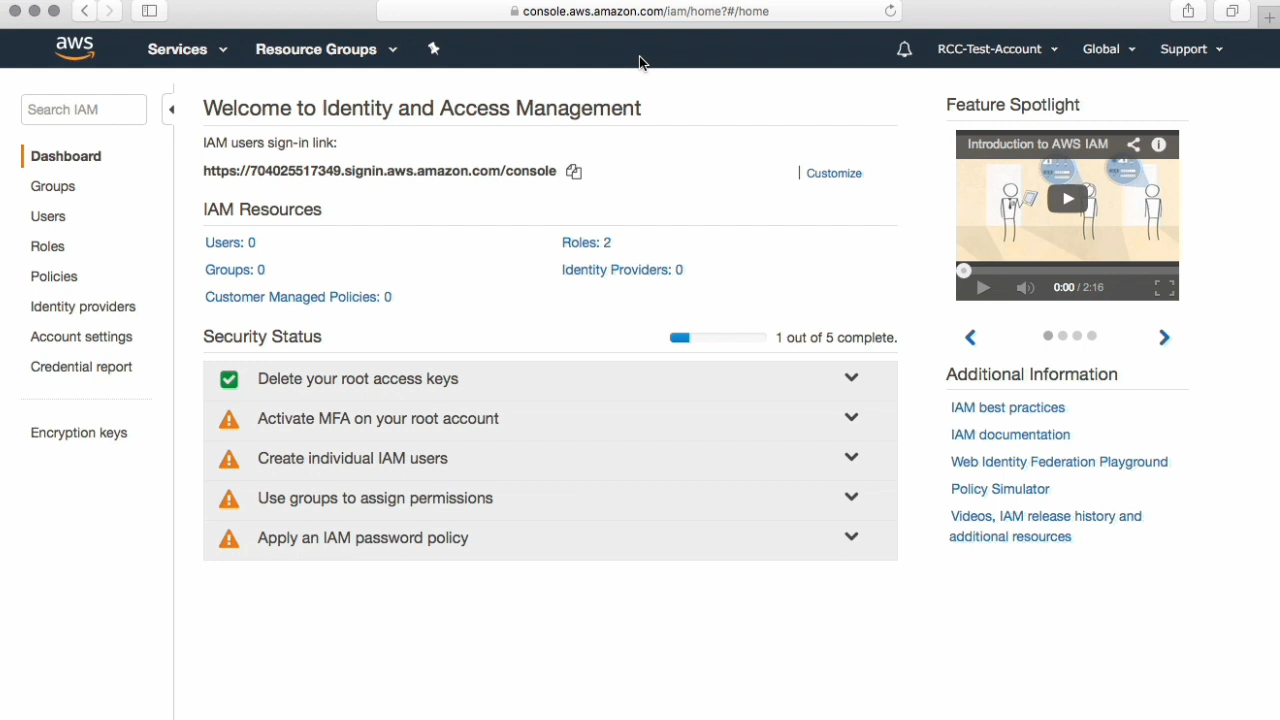 console.aws.amazon.com/iam/home?#/home
aws
Services
Resource Groups
RCC-Test-Account
Global
Support
Search IAM
Dashboard
Groups
Users
Roles
Policies
Identity providers
Account settings
Credential report
Encryption keys
Welcome to Identity and Access Management
IAM users sign-in link:
https://704025517349.signin.aws.amazon.com/console
Customize
IAM Resources
Users: 0
Roles: 2
Groups: 0
Identity Providers: 0
Customer Managed Policies: 0
Security Status
1 out of 5 complete.
Delete your root access keys
Activate MFA on your root account
Create individual IAM users
Use groups to assign permissions
Apply an IAM password policy
Feature Spotlight
Introduction to AWS IAM
0:00 / 2:16
Additional Information
IAM best practices
IAM documentation
Web Identity Federation Playground
Policy Simulator
Videos, IAM release history and
additional resources